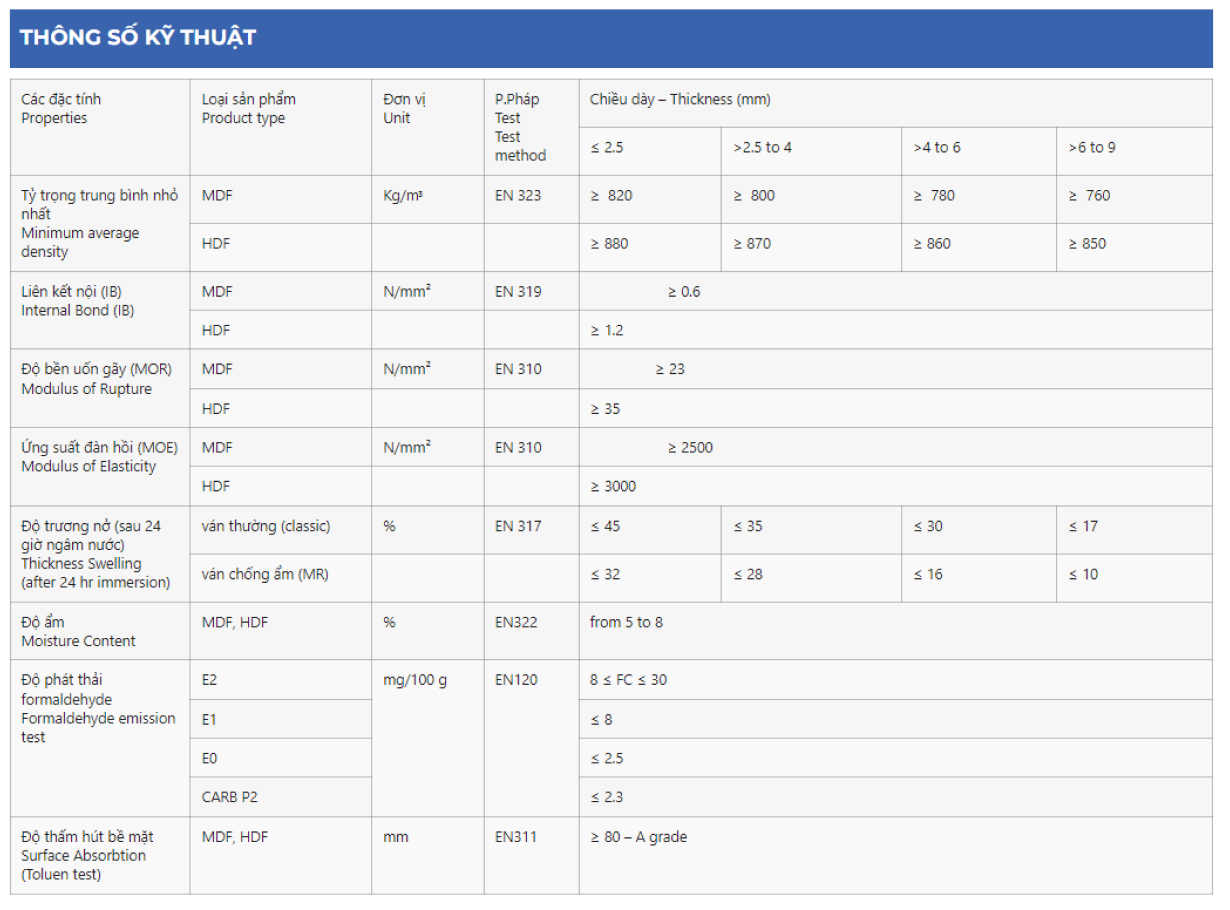 THÔNG SỐ KỸ THUẬT
Các đặc tính
Properties
Loại sản phẩm
Product type
Đơn vị
Unit
P.Pháp
Test
Test
method
Chiều dày – Thickness (mm)
≤ 2.5
>2.5 to 4
>4 to 6
>6 to 9
Tỷ trọng trung bình nhỏ
nhất
Minimum average
density
MDF
Kg/m³
EN 323
≥ 820
≥ 800
≥ 780
≥ 760
HDF
≥ 880
≥ 870
≥ 860
≥ 850
Liên kết nội (IB)
Internal Bond (IB)
MDF
N/mm²
EN 319
≥ 0.6
HDF
≥ 1.2
Độ bền uốn gãy (MOR)
Modulus of Rupture
MDF
N/mm²
EN 310
≥ 23
HDF
≥ 35
Ứng suất đàn hồi (MOE)
Modulus of Elasticity
MDF
N/mm²
EN 310
≥ 2500
HDF
≥ 3000
Độ trương nở (sau 24
giờ ngâm nước)
Thickness Swelling
(after 24 hr immersion)
ván thường (classic)
%
EN 317
≤ 45
≤ 35
≤ 30
≤ 17
ván chống ẩm (MR)
≤ 32
≤ 28
≤ 16
≤ 10
Độ ẩm
Moisture Content
MDF, HDF
%
EN322
from 5 to 8
Độ phát thải
formaldehyde
Formaldehyde emission
test
E2
mg/100 g
EN120
8 ≤ FC ≤ 30
E1
≤ 8
E0
≤ 2.5
CARB P2
≤ 2.3
Độ thấm hút bề mặt
Surface Absorbtion
(Toluen test)
MDF, HDF
mm
EN311
≥ 80 – A grade